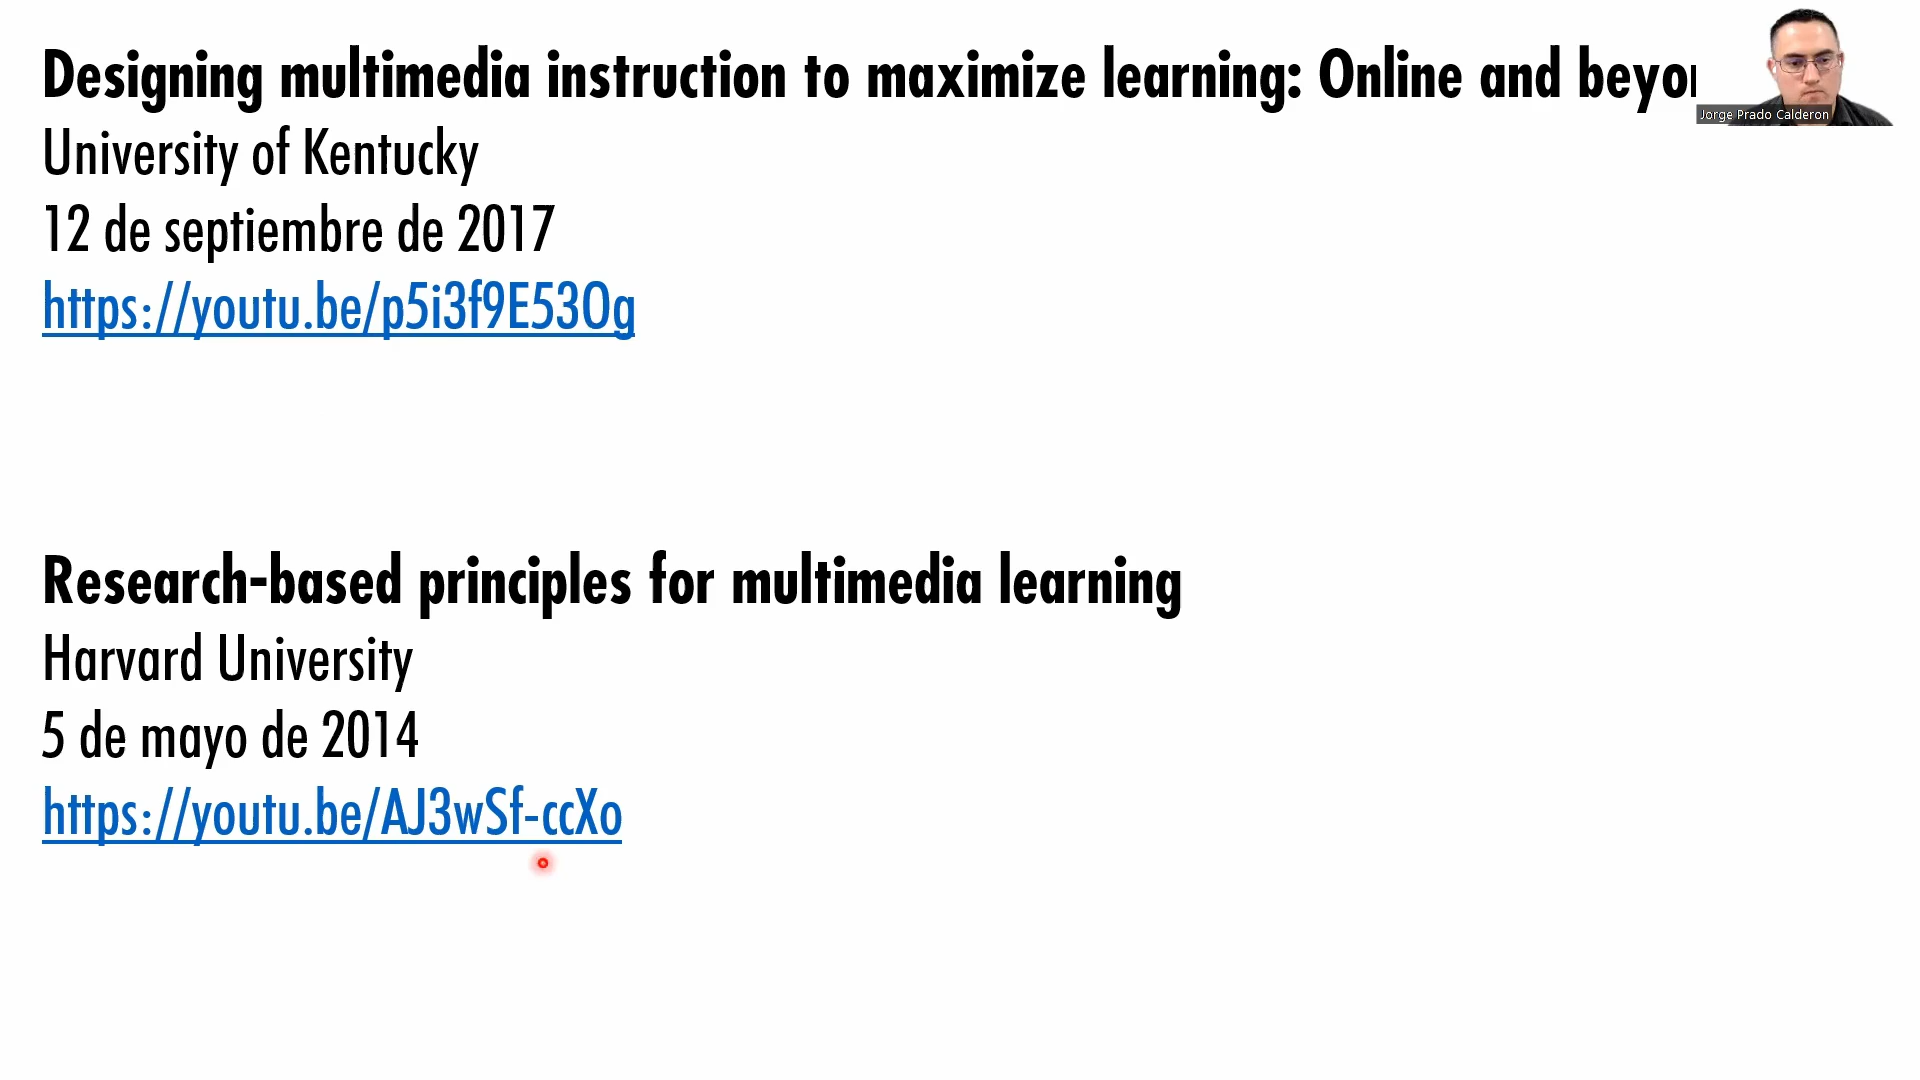 Designing multimedia instruction to maximize learning: Online and
University of Kentucky
12 de septiembre de 2017
https://youtu.be/p5i3f9E53Og
Research-based principles for multimedia learning
Harvard University
5 de mayo de 2014
https://youtu.be/AJ3wSf-ccXo
Jorge Prado Calderon